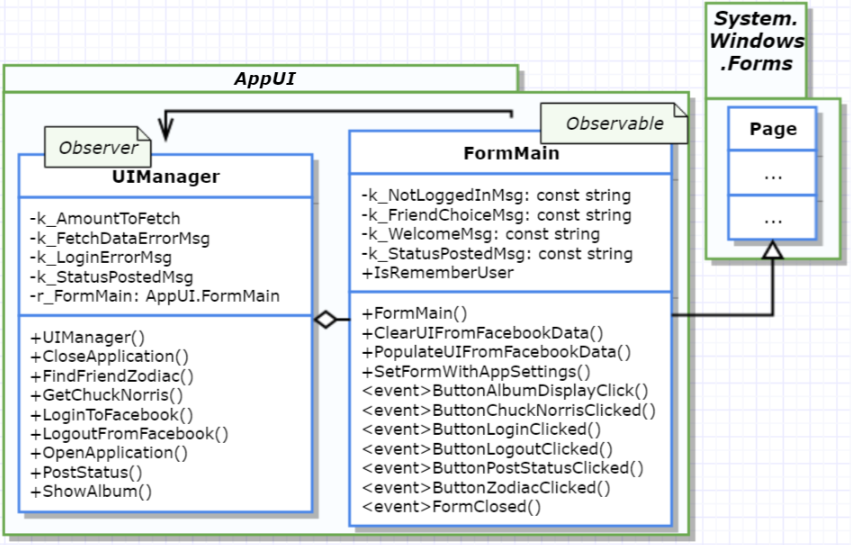 AppUI
Observer
UIManager
-k_AmountToFetch
-k_FetchDataErrorMsg
-k_LoginErrorMsg
-k_StatusPostedMsg
-r_FormMain: AppUI.FormMain
+UIManager()
+CloseApplication()
+FindFriendZodiac()
+GetChuckNorris()
+LoginToFacebook()
+LogoutFromFacebook()
+OpenApplication()
+PostStatus()
+ShowAlbum()
Observable
FormMain
-k_NotLoggedInMsg: const string
-k_FriendChoiceMsg: const string
-k_WelcomeMsg: const string
-k_StatusPostedMsg: const string
+IsRememberUser
+FormMain()
+ClearUIFromFacebookData()
+PopulateUIFromFacebookData()
+SetFormWithAppSettings()
<event>ButtonAlbumDisplayClick()
<event>ButtonChuckNorrisClicked()
<event>ButtonLoginClicked()
<event>ButtonLogoutClicked()
<event>ButtonPostStatusClicked()
<event>ButtonZodiacClicked()
<event>FormClosed()
System.
Windows
.Forms
Page
...
...